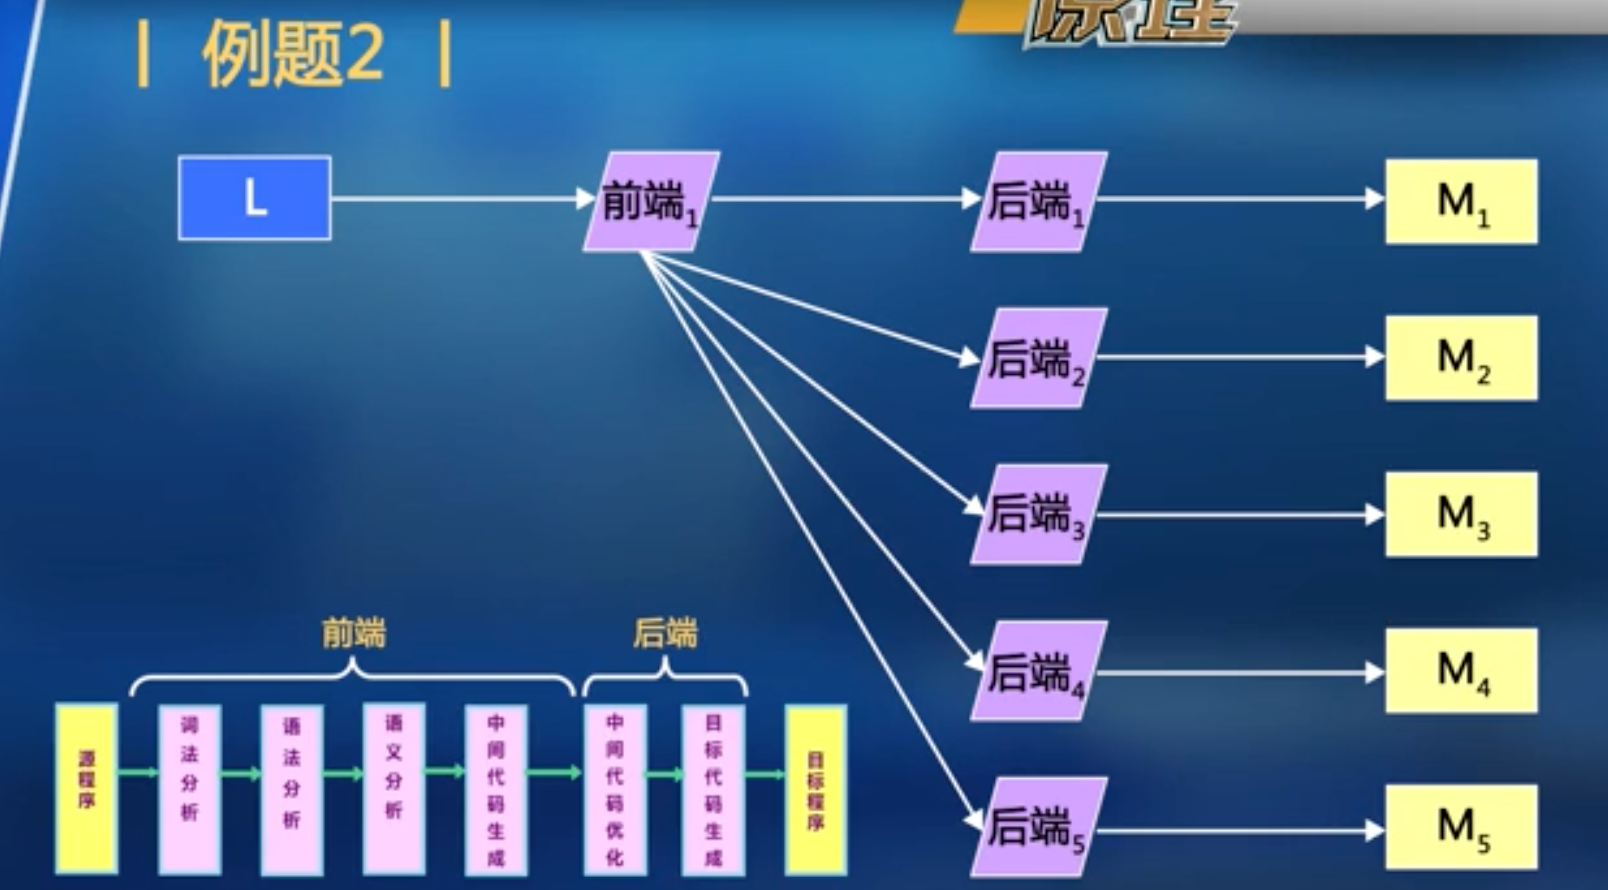 原理
| 例题2 |
L
前端1
后端1
M1
后端2
M2
后端3
M3
后端4
M4
后端5
M5
前端
后端
源程序
词法分析
语法分析
语义分析
中间代码生成
中间代码优化
目标代码生成
目标程序